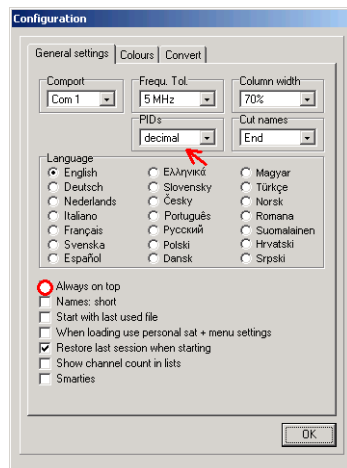 Configuration
General settings Colours Convert
Comport Frequ. Tol. Column width
Com 1 5 MHz 70%
PIDs Cut names
decimal End
Language
English Ελληνικά Magyar
Deutsch Slovensky Türkçe
Nederlands Česky Norsk
Italiano Português Romana
Français Русский Suomalainen
Svenska Polski Hrvatski
Español Dansk Srpski
Always on top
Names: short
Start with last used file
When loading use personal sat + menu settings
Restore last session when starting
Show channel count in lists
Smarties
OK